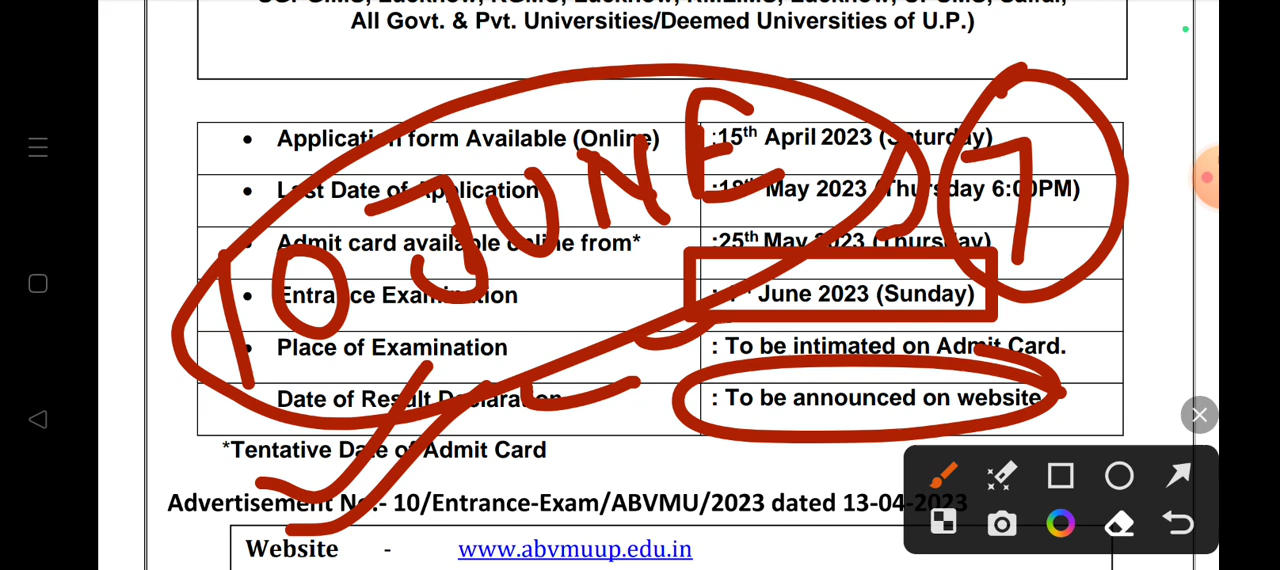 All Govt. & Pvt. Universities/Deemed Universities of U.P.)
• Application form Available (Online) :15th April 2023 (Saturday)
• Last Date of Application :18th May 2023 (Thursday 6:00PM)
• Admit card available online from* :25th May 2023 (Thursday)
• Entrance Examination : June 2023 (Sunday)
• Place of Examination : To be intimated on Admit Card.
Date of Result Declaration : To be announced on website
*Tentative Date of Admit Card
Advertisement No.- 10/Entrance-Exam/ABVMU/2023 dated 13-04-2023
Website - www.abvmuup.edu.in
10 JUNE
7